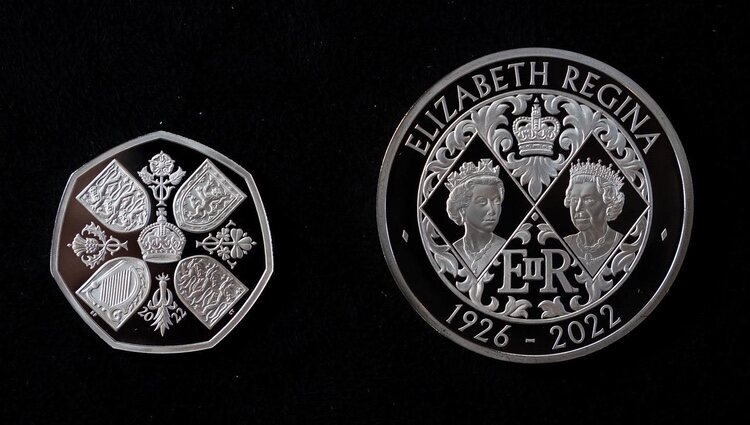 2022
ELIZABETH REGINA
EIIR
1926 - 2022